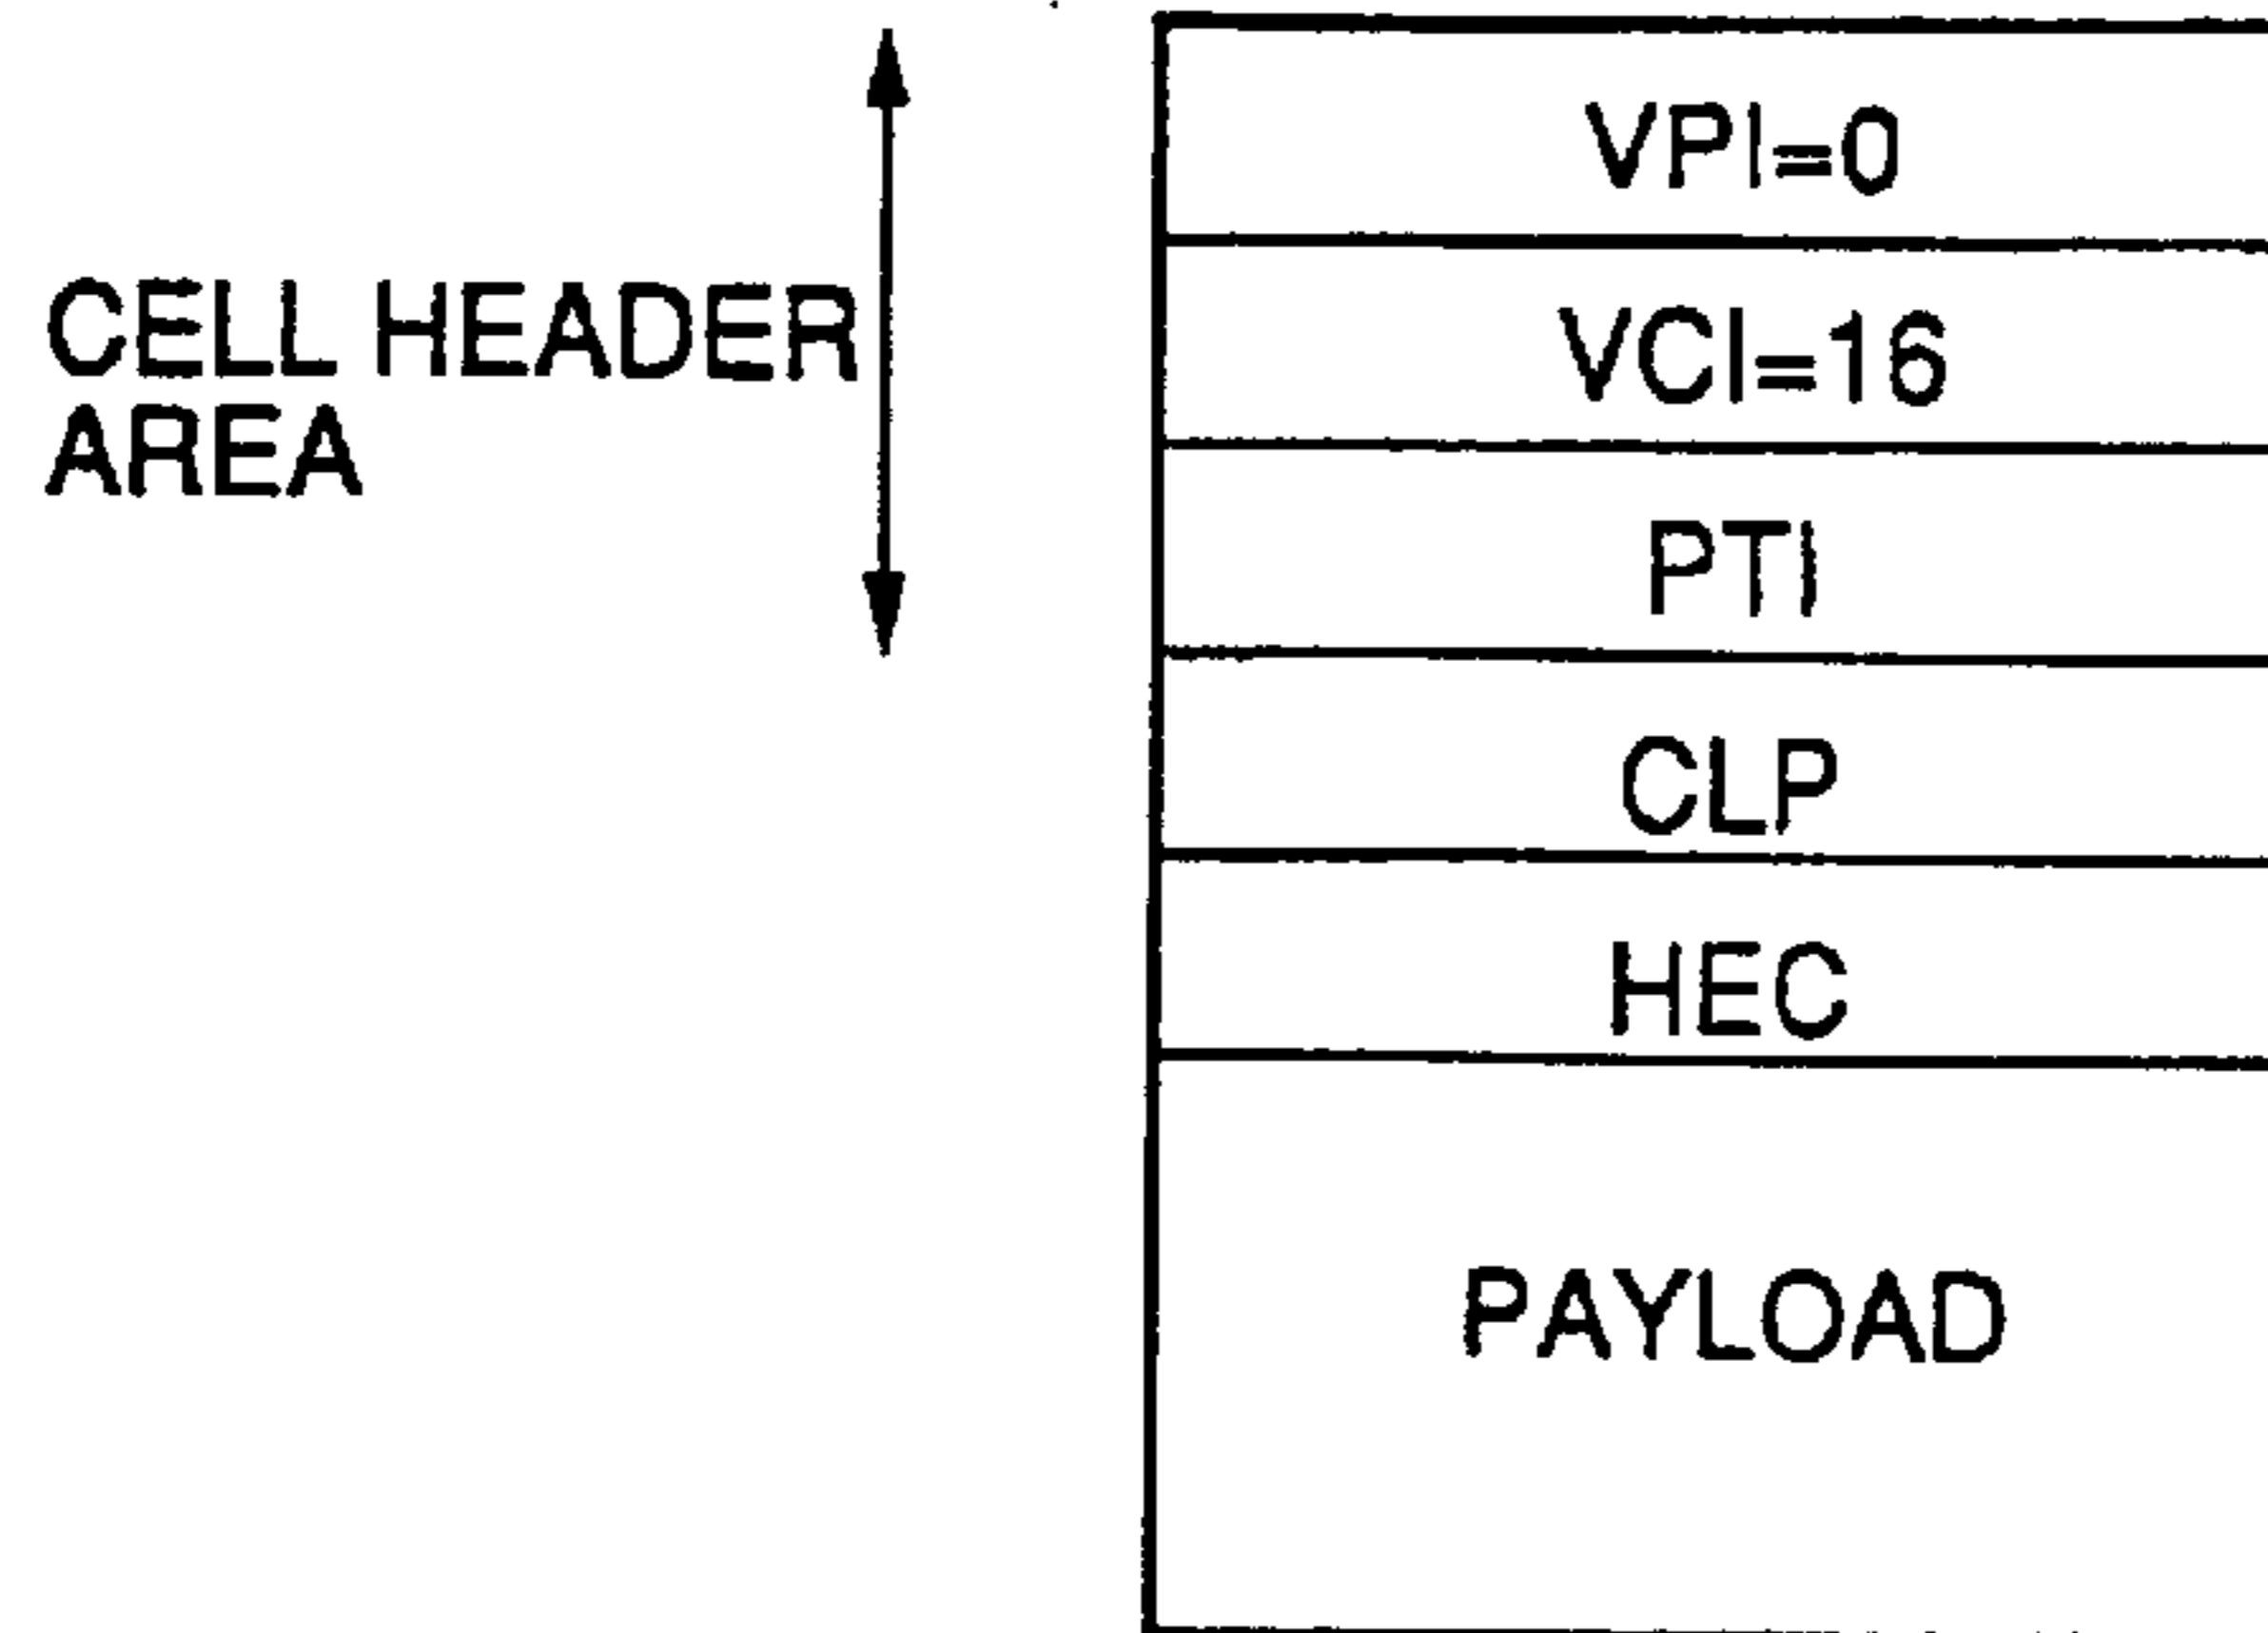 VPI=0
CELL HEADER
AREA
VCI=16
PTI
CLP
HEC
PAYLOAD